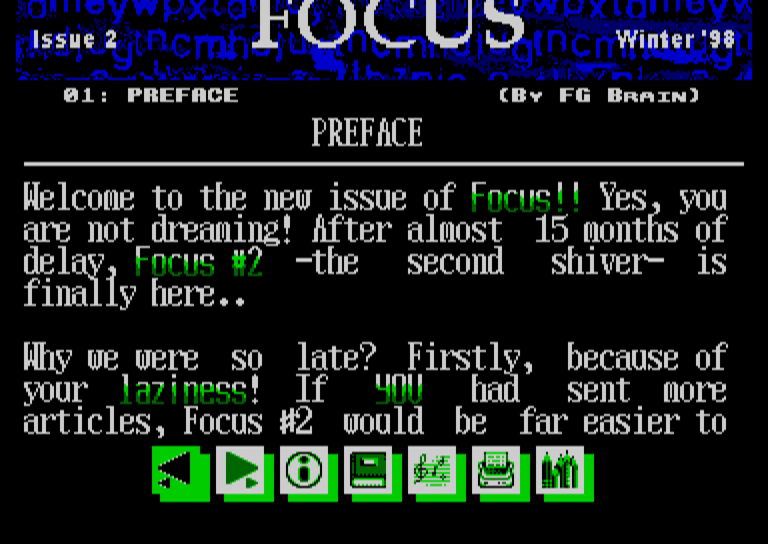 FOCUS
Issue 2
Winter '98
01: PREFACE
(By FG Brain)
PREFACE
Welcome to the new issue of Focus!! Yes, you
are not dreaming! After almost 15 months of
delay, Focus #2 -the second shiver- is
finally here..
Why we were so late? Firstly, because of
your laziness! If YOU had sent more
articles, Focus #2 would be far easier to